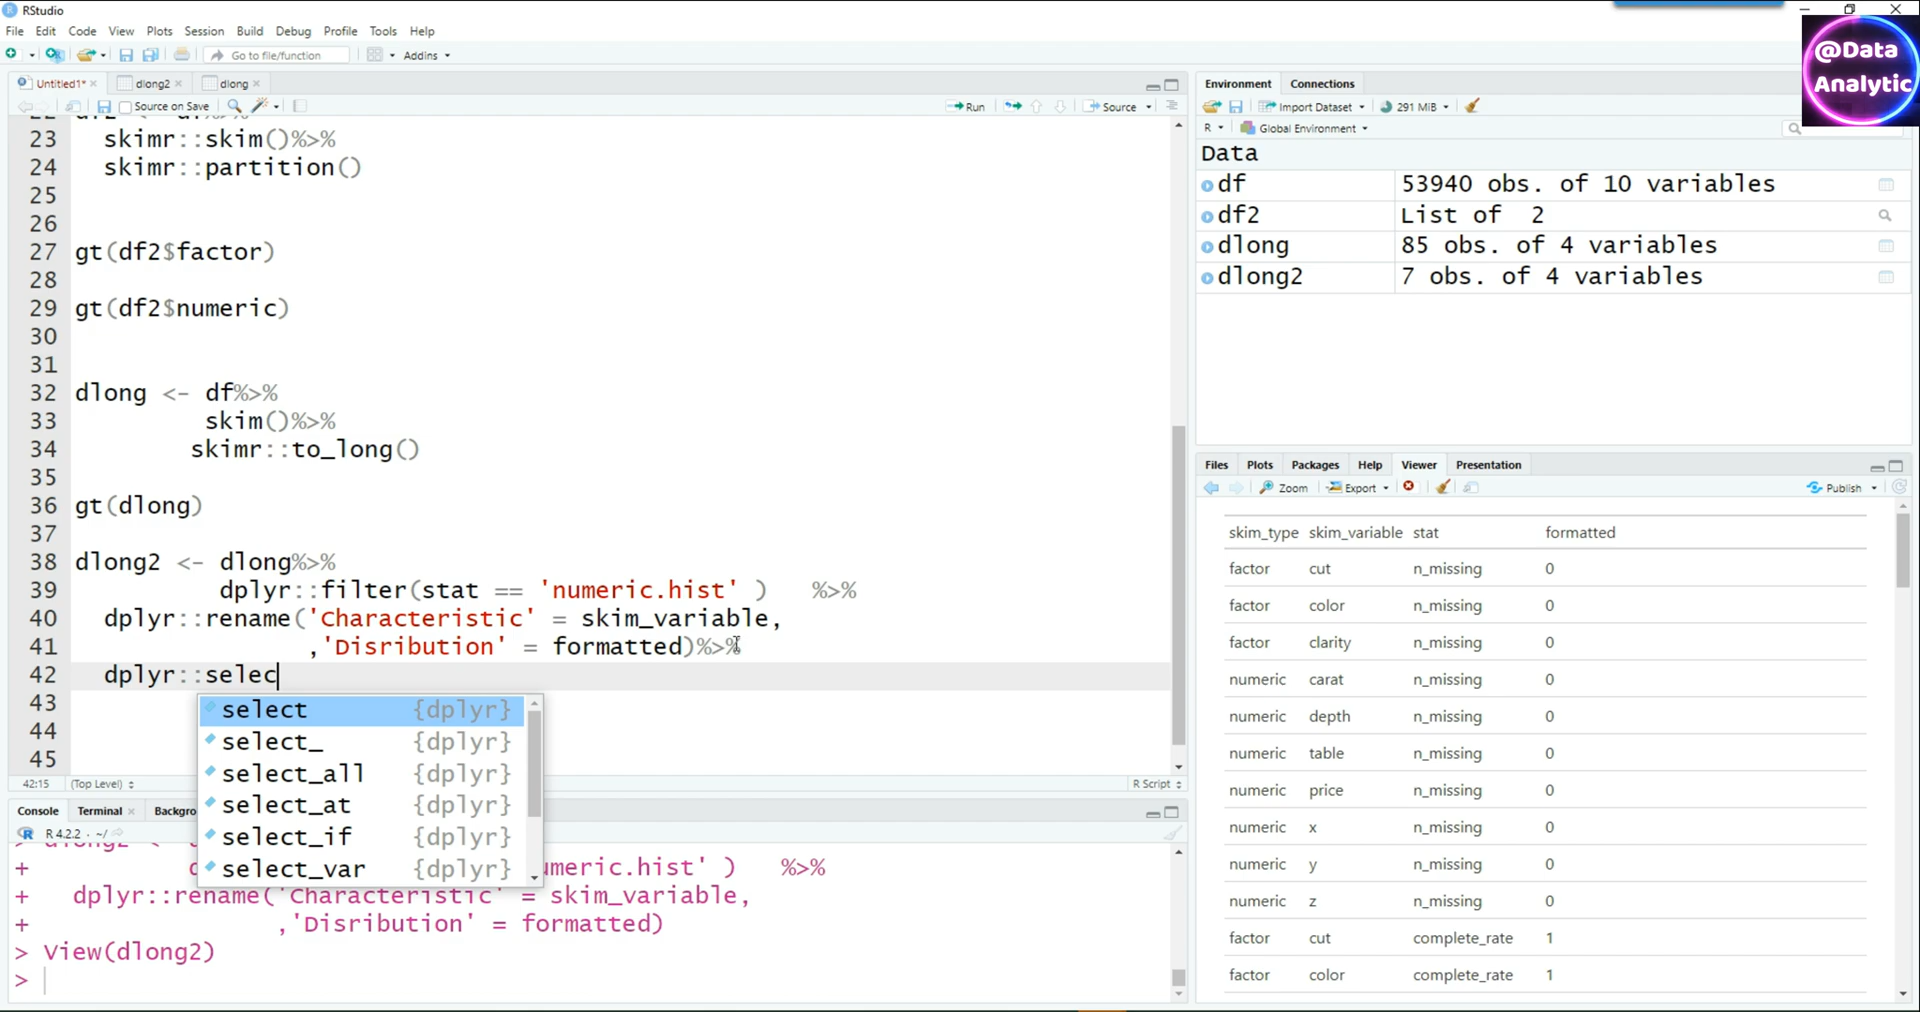 RStudio
File Edit Code View Plots Session Build Debug Profile Tools Help
Go to file/function Addins
@Data
Analytic
Untitled1* dlong2 dlong
Source on Save Run Source
23 skimr::skim()%>%
24 skimr::partition()
25
26
27 gt(df2$factor)
28
29 gt(df2$numeric)
30
31
32 dlong <- df%>%
33 skim()%>%
34 skimr::to_long()
35
36 gt(dlong)
37
38 dlong2 <- dlong%>%
39 dplyr::filter(stat == 'numeric.hist' ) %>%
40 dplyr::rename('Characteristic' = skim_variable,
41 ,'Disribution' = formatted)%>%
42 dplyr::selec
43
44
45
select {dplyr}
select_ {dplyr}
select_all {dplyr}
select_at {dplyr}
select_if {dplyr}
select_var {dplyr}
42:15 (Top Level) R Script
Console Terminal Backgro
R 4.2.2 · ~/
+ umeric.hist' ) %>%
+ dplyr::rename('Characteristic' = skim_variable,
+ ,'Disribution' = formatted)
> View(dlong2)
>
Environment Connections
Import Dataset 291 MiB
R Global Environment
Data
df 53940 obs. of 10 variables
df2 List of 2
dlong 85 obs. of 4 variables
dlong2 7 obs. of 4 variables
Files Plots Packages Help Viewer Presentation
Zoom Export Publish
skim_type skim_variable stat formatted
factor cut n_missing 0
factor color n_missing 0
factor clarity n_missing 0
numeric carat n_missing 0
numeric depth n_missing 0
numeric table n_missing 0
numeric price n_missing 0
numeric x n_missing 0
numeric y n_missing 0
numeric z n_missing 0
factor cut complete_rate 1
factor color complete_rate 1